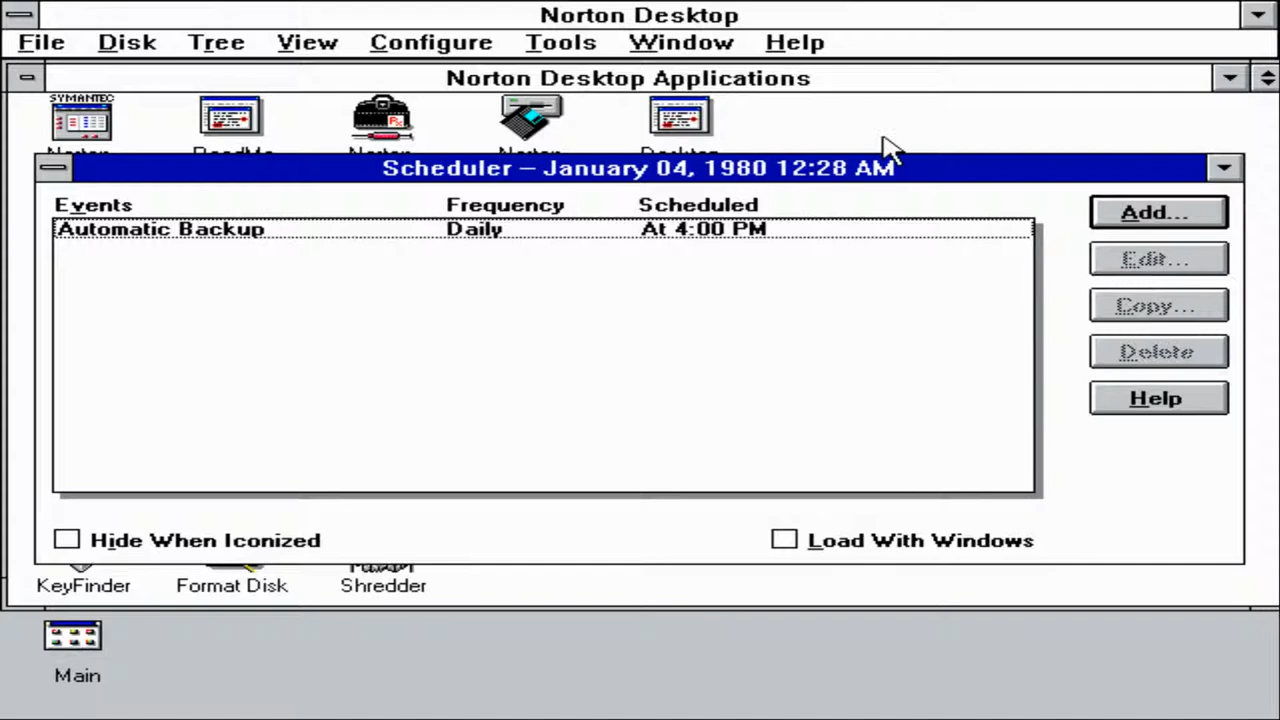 Norton Desktop
File Disk Tree View Configure Tools Window Help
Norton Desktop Applications
SYMANTEC
Scheduler – January 04, 1980 12:28 AM
Events Frequency Scheduled
Automatic Backup Daily At 4:00 PM
Add...
Edit...
Copy...
Delete
Help
Hide When Iconized Load With Windows
KeyFinder Format Disk Shredder
Main